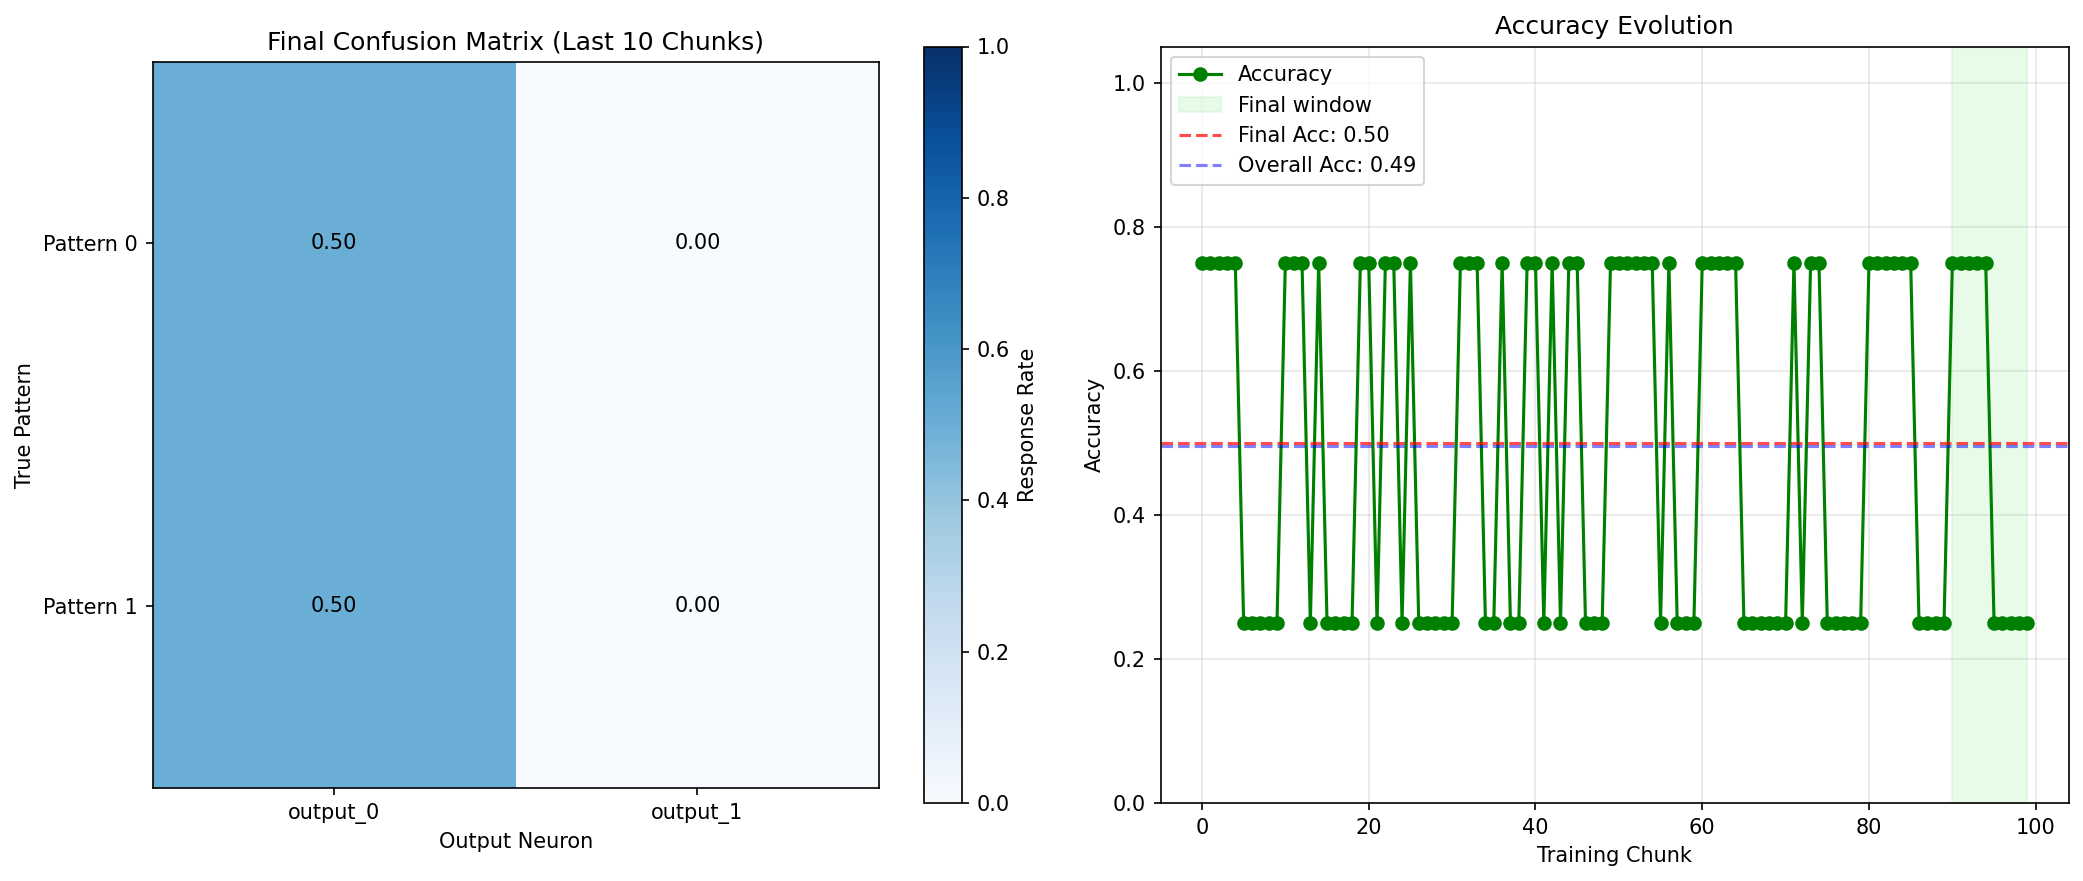 Final Confusion Matrix (Last 10 Chunks)
True Pattern
Pattern 0
Pattern 1
0.50
0.00
0.50
0.00
output_0
output_1
Output Neuron
1.0
0.8
0.6
0.4
0.2
0.0
Response Rate
Accuracy Evolution
Accuracy
Final window
Final Acc: 0.50
Overall Acc: 0.49
Accuracy
1.0
0.8
0.6
0.4
0.2
0.0
0
20
40
60
80
100
Training Chunk